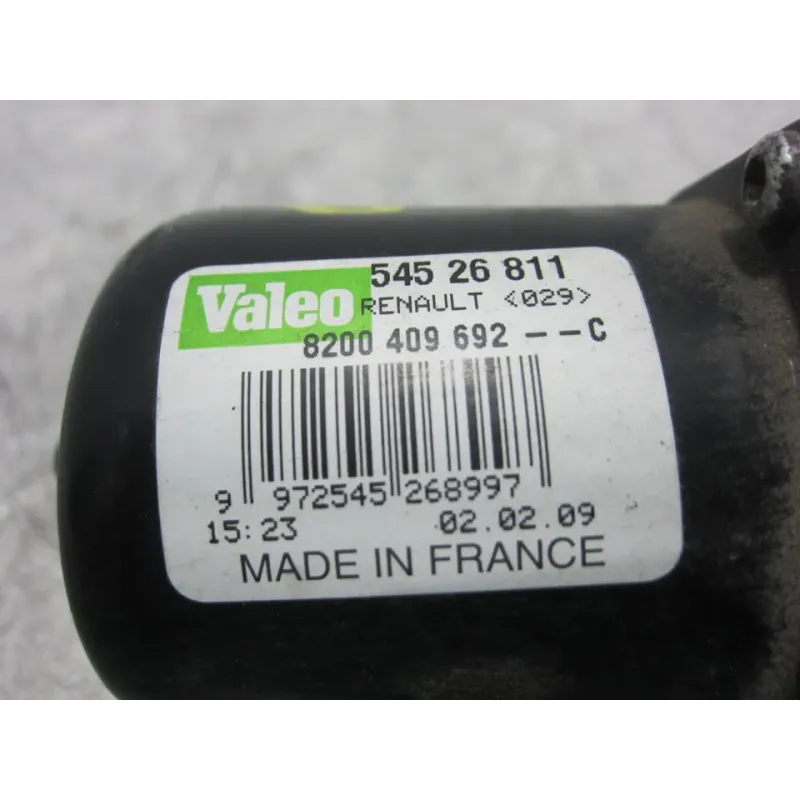 Valeo 545 26 811
RENAULT <029>
8200 409 692 --C
9 972545 268997
15:23 02.02.09
MADE IN FRANCE